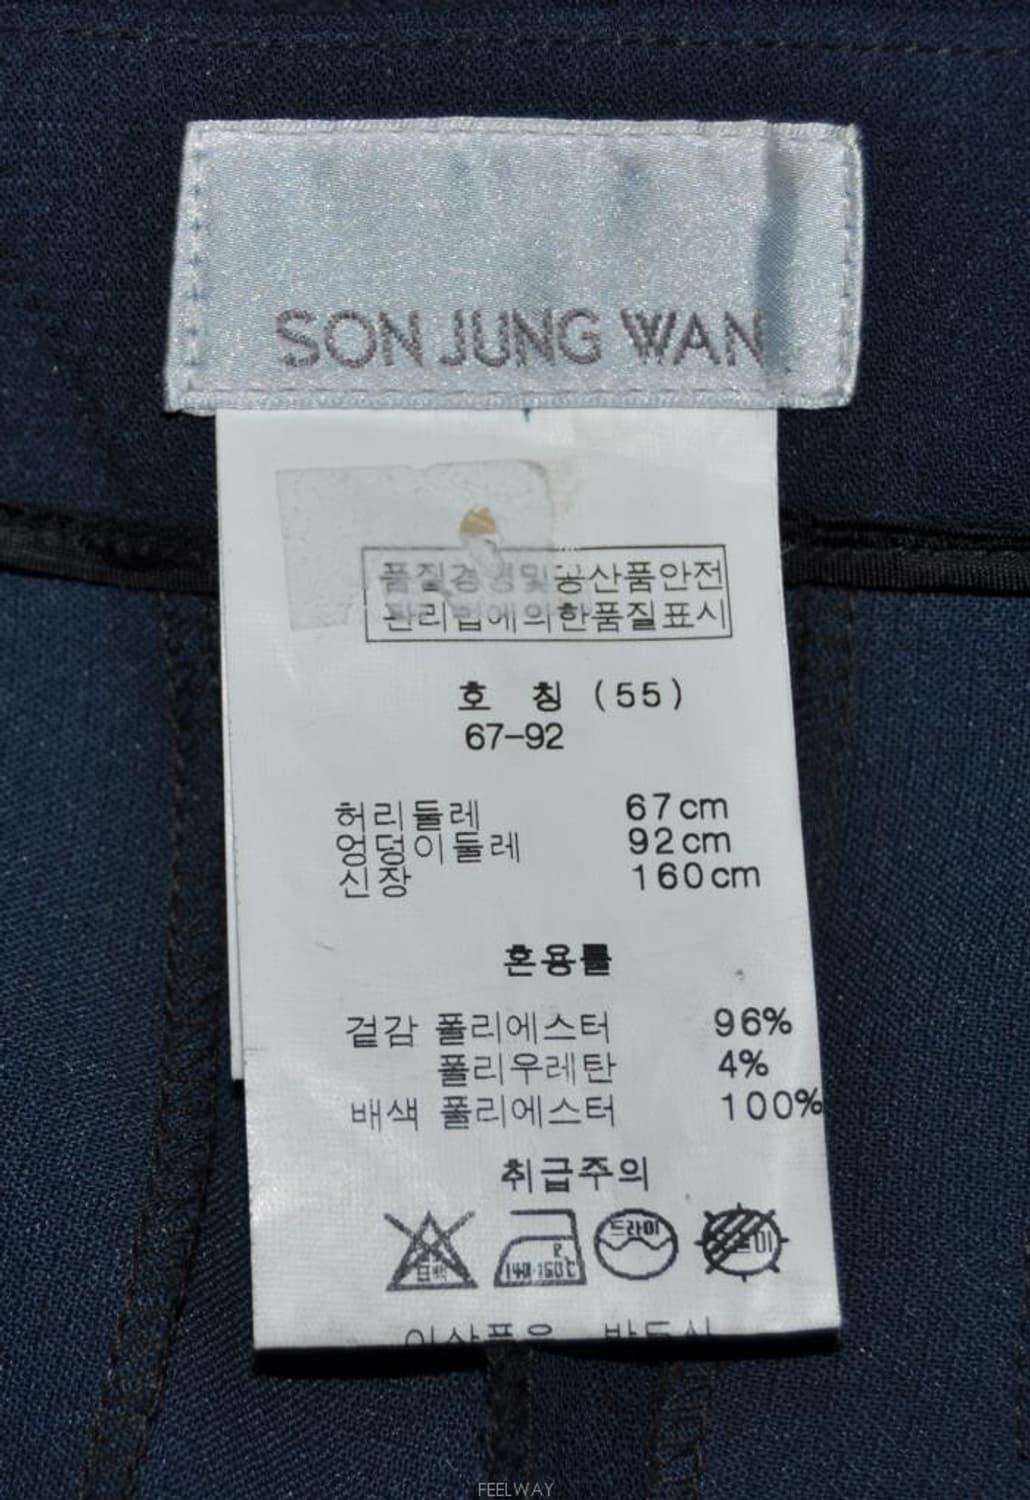 SON JUNG WAN
품질경영및공산품안전
관리법에의한품질표시
호 칭 (55)
67-92
허리둘레 67cm
엉덩이둘레 92cm
신장 160cm
혼용률
겉감 폴리에스터 96%
폴리우레탄 4%
배색 폴리에스터 100%
취급주의
표백 140-160℃ 드라이
FEELWAY